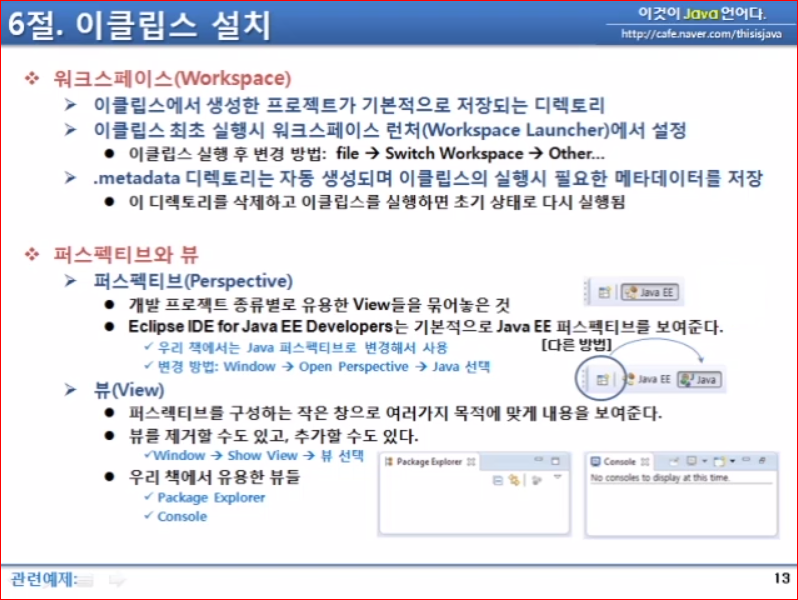 6절. 이클립스 설치
이것이 Java 언어다.
http://cafe.naver.com/thisisjava
❖ 워크스페이스(Workspace)
➢ 이클립스에서 생성한 프로젝트가 기본적으로 저장되는 디렉토리
➢ 이클립스 최초 실행시 워크스페이스 런처(Workspace Launcher)에서 설정
● 이클립스 실행 후 변경 방법: file → Switch Workspace → Other...
➢ .metadata 디렉토리는 자동 생성되며 이클립스의 실행시 필요한 메타데이터를 저장
● 이 디렉토리를 삭제하고 이클립스를 실행하면 초기 상태로 다시 실행됨
❖ 퍼스펙티브와 뷰
➢ 퍼스펙티브(Perspective)
Java EE
● 개발 프로젝트 종류별로 유용한 View들을 묶어놓은 것
● Eclipse IDE for Java EE Developers는 기본적으로 Java EE 퍼스펙티브를 보여준다.
✓ 우리 책에서는 Java 퍼스펙티브로 변경해서 사용
[다른 방법]
✓ 변경 방법: Window → Open Perspective → Java 선택
Java EE Java
➢ 뷰(View)
● 퍼스렉티브를 구성하는 작은 창으로 여러가지 목적에 맞게 내용을 보여준다.
● 뷰를 제거할 수도 있고, 추가할 수도 있다.
✓Window → Show View → 뷰 선택
● 우리 책에서 유용한 뷰들
✓ Package Explorer
✓ Console
Package Explorer
Console
No consoles to display at this time.
관련예제:
13